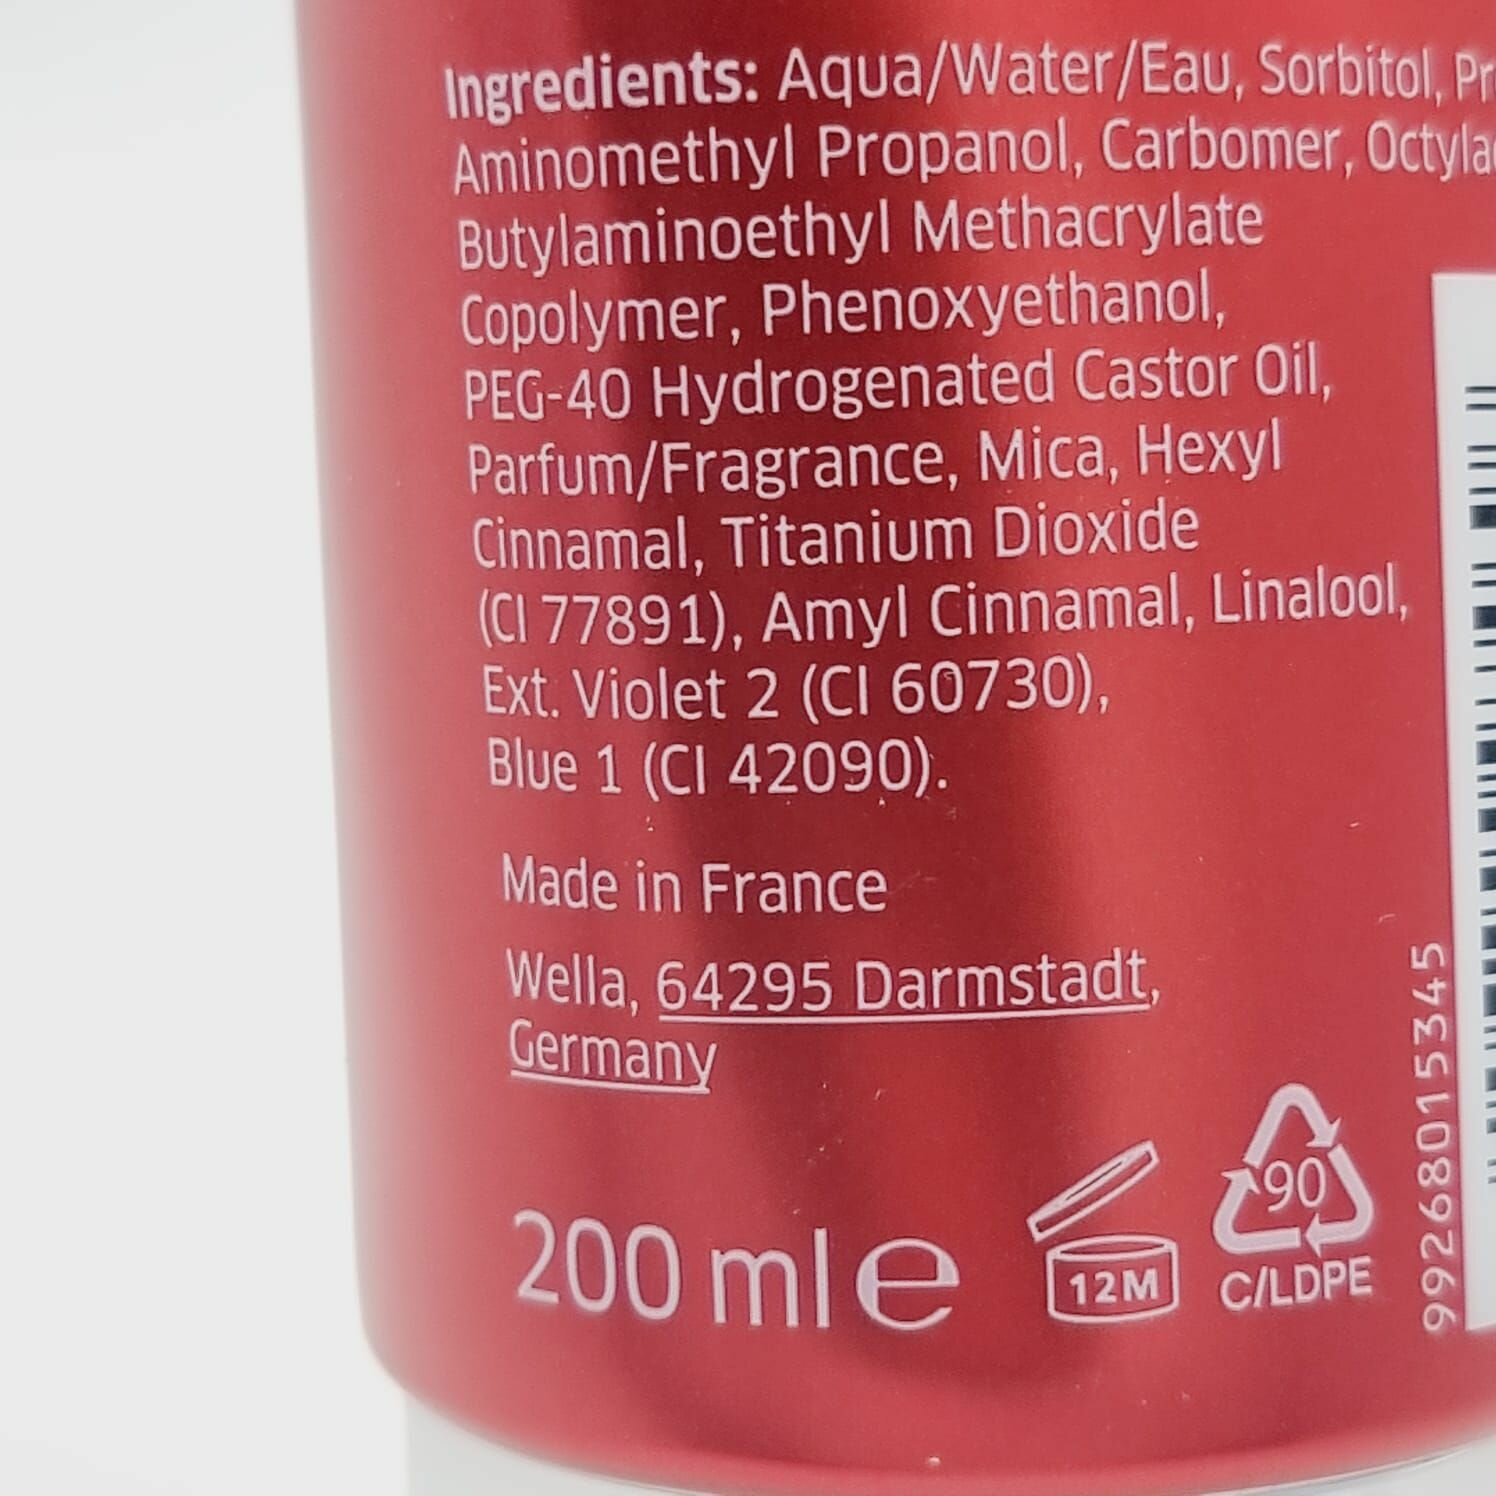 Ingredients: Aqua/Water/Eau, Sorbitol,
Aminomethyl Propanol, Carbomer,
Butylaminoethyl Methacrylate
Copolymer, Phenoxyethanol,
PEG-40 Hydrogenated Castor Oil,
Parfum/Fragrance, Mica, Hexyl
Cinnamal, Titanium Dioxide
(CI 77891), Amyl Cinnamal, Linalool,
Ext. Violet 2 (CI 60730),
Blue 1 (CI 42090).
Made in France
Wella, 64295 Darmstadt,
Germany
200 ml e
12M
90
C/LDPE
99268015345